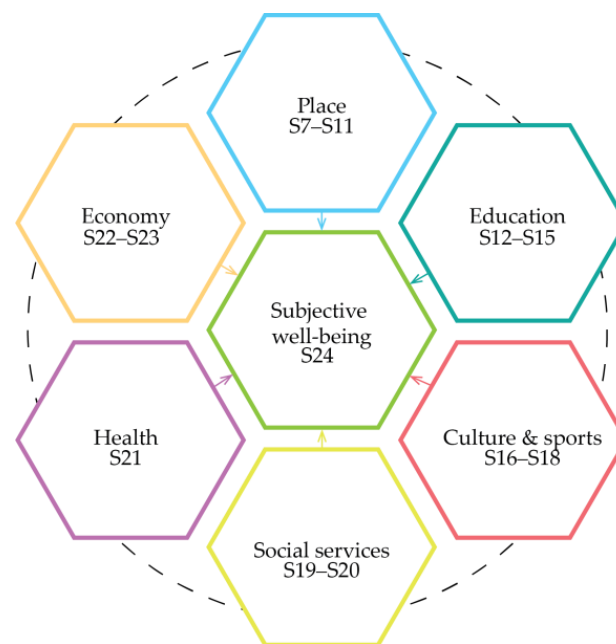 Place
S7–S11
Economy
S22–S23
Education
S12–S15
Subjective
well-being
S24
Health
S21
Culture & sports
S16–S18
Social services
S19–S20